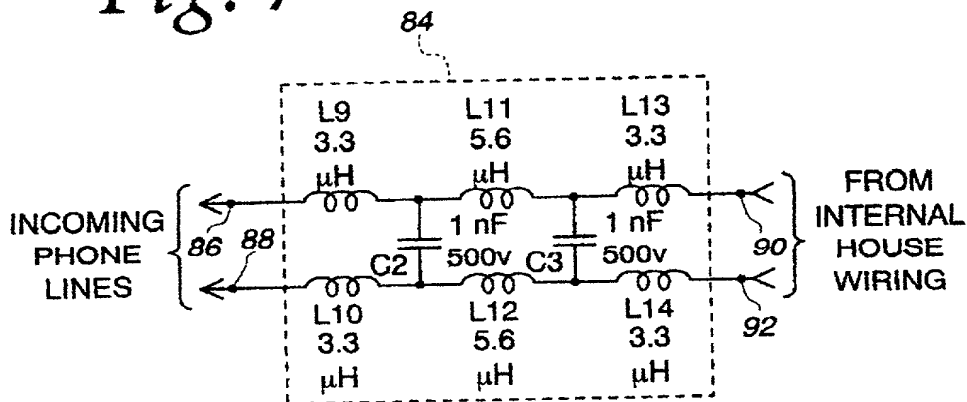 Fig. 7
84
L9
3.3
µH
L11
5.6
µH
L13
3.3
µH
INCOMING
PHONE
LINES
86
88
C2
1 nF
500v
C3
1 nF
500v
90
92
FROM
INTERNAL
HOUSE
WIRING
L10
3.3
µH
L12
5.6
µH
L14
3.3
µH